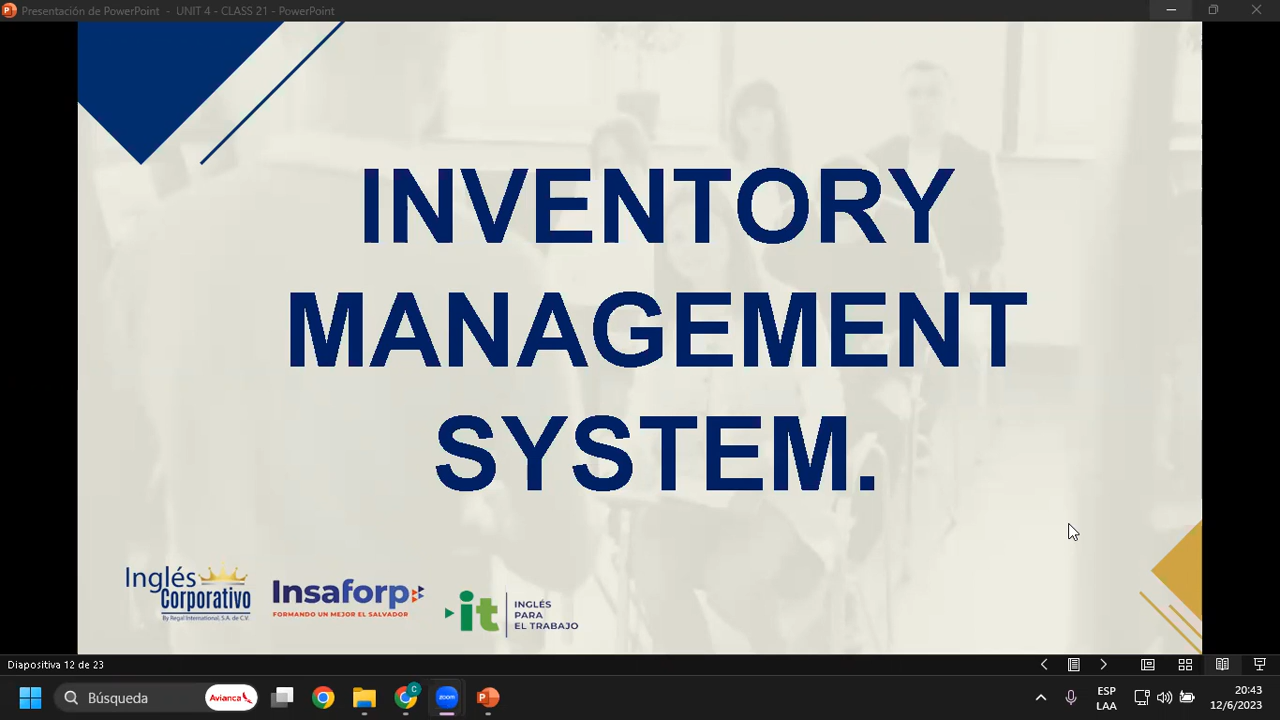 Presentación de PowerPoint - UNIT 4 - CLASS 21 - PowerPoint
INVENTORY
MANAGEMENT
SYSTEM.
Inglés
Corporativo
By Regal International, S.A. de C.V.
Insaforp
FORMANDO UN MEJOR EL SALVADOR
it
INGLÉS
PARA
EL TRABAJO
Diapositiva 12 de 23
Búsqueda
Avianca
C
zoom
ESP
LAA
20:43
12/6/2023